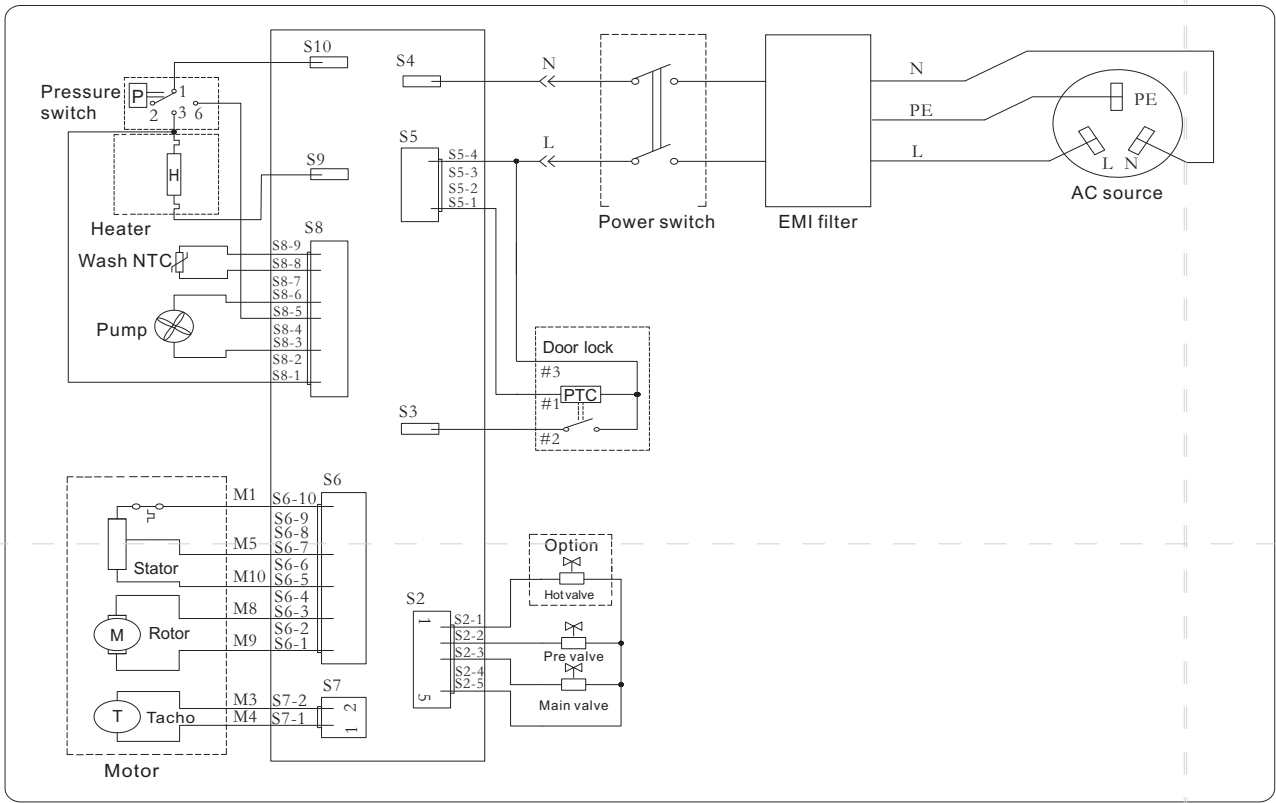 S10
S4
N
N
Pressure
switch
P
1
2
3
6
PE
PE
S5
S5-4
S5-3
S5-2
S5-1
L
L
L
N
AC source
Power switch
EMI filter
S9
H
Heater
S8
Wash NTC
S8-9
S8-8
S8-7
S8-6
S8-5
S8-4
S8-3
S8-2
S8-1
Pump
Door lock
#3
#1
PTC
#2
S3
S6
M1
S6-10
S6-9
S6-8
M5
S6-7
S6-6
M10
S6-5
S6-4
M8
S6-3
S6-2
M9
S6-1
Stator
M
Rotor
Option
Hot valve
S2
1
5
S2-1
S2-2
S2-3
S2-4
S2-5
Pre valve
Main valve
S7
M3
S7-2
M4
S7-1
2
1
T
Tacho
Motor